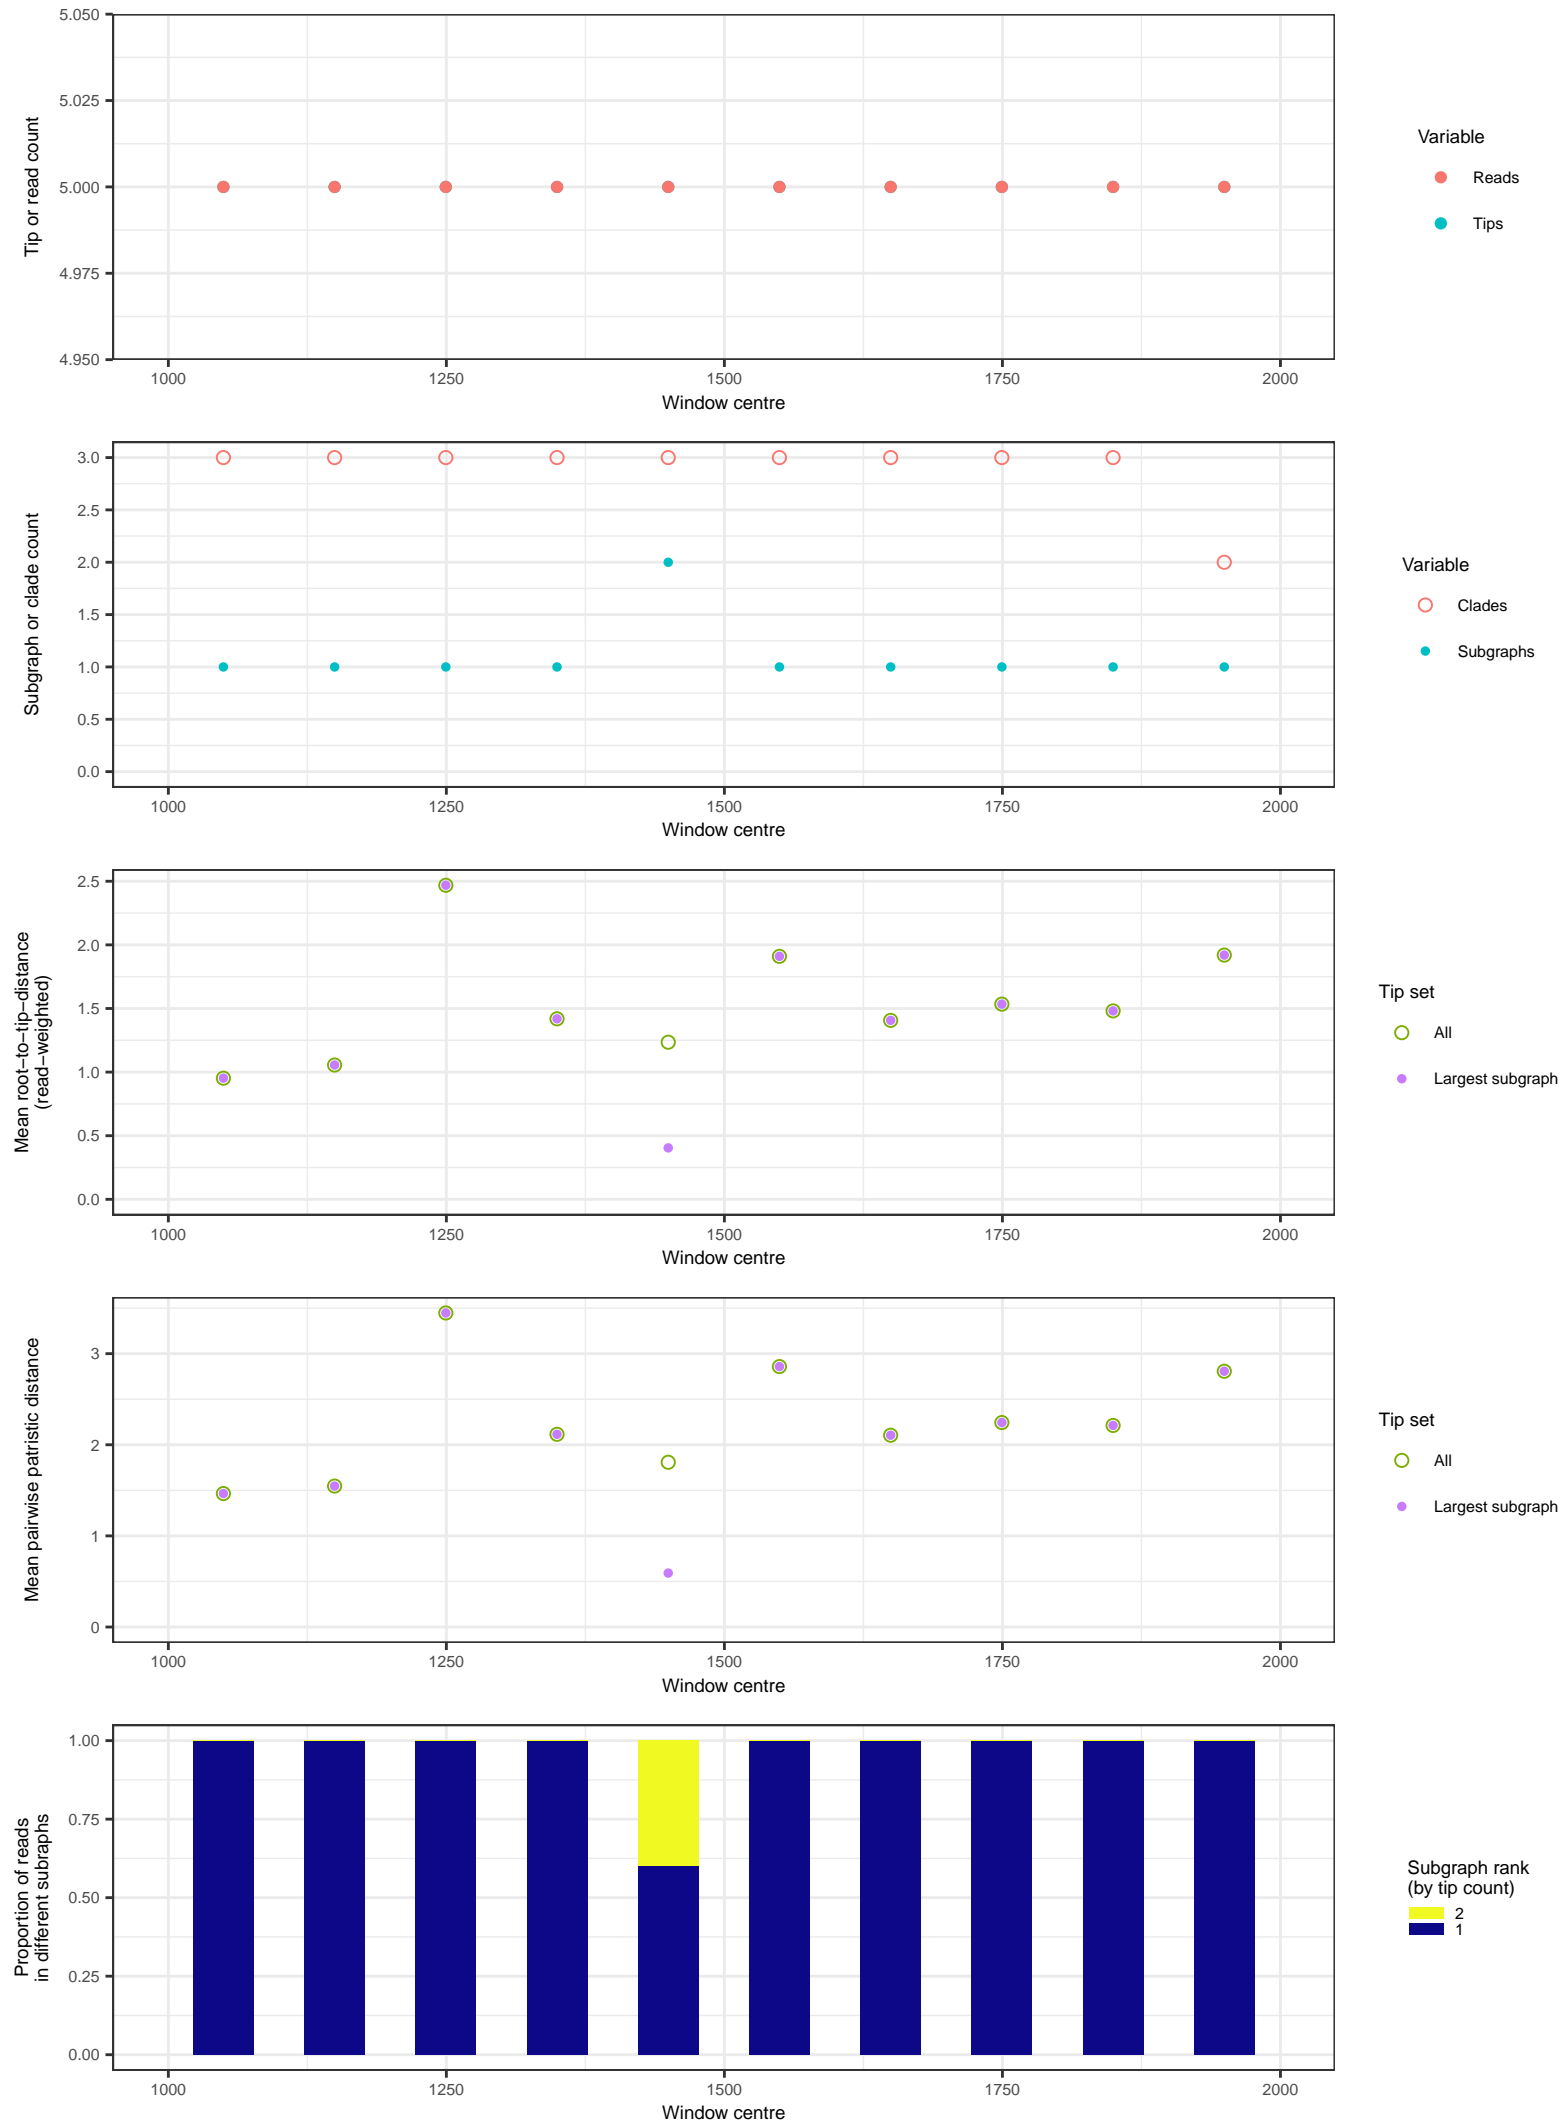 5.050
5.025
5.000
4.975
4.950
Tip or read count
1000 1250 1500 1750 2000
Window centre
Variable
Reads
Tips
3.0
2.5
2.0
1.5
1.0
0.5
0.0
Subgraph or clade count
1000 1250 1500 1750 2000
Window centre
Variable
Clades
Subgraphs
2.5
2.0
1.5
1.0
0.5
0.0
Mean root−to−tip−distance
(read−weighted)
1000 1250 1500 1750 2000
Window centre
Tip set
All
Largest subgraph
3
2
1
0
Mean pairwise patristic distance
1000 1250 1500 1750 2000
Window centre
Tip set
All
Largest subgraph
1.00
0.75
0.50
0.25
0.00
Proportion of reads
in different subraphs
1000 1250 1500 1750 2000
Window centre
Subgraph rank
(by tip count)
2
1